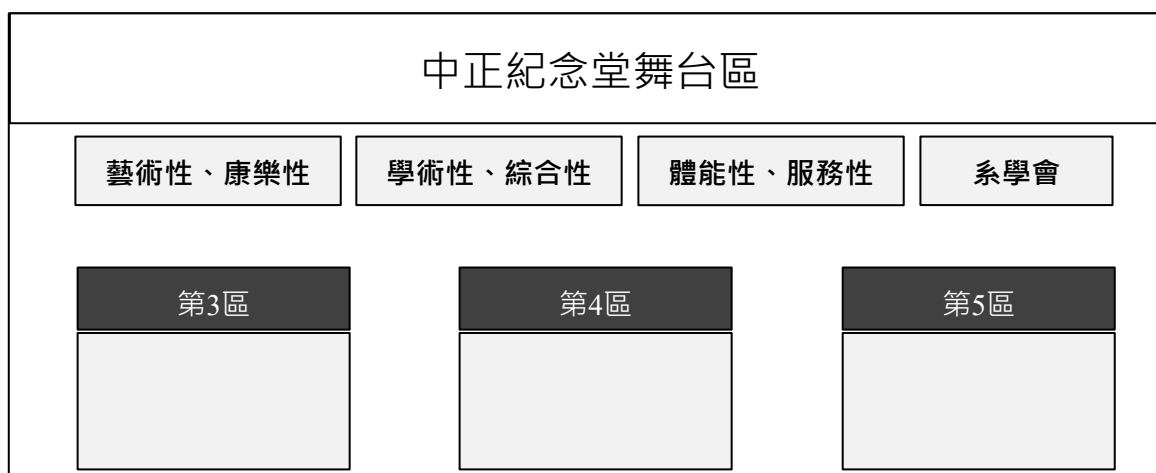 中正紀念堂舞台區
藝術性、康樂性
學術性、綜合性
體能性、服務性
系學會
第3區
第4區
第5區